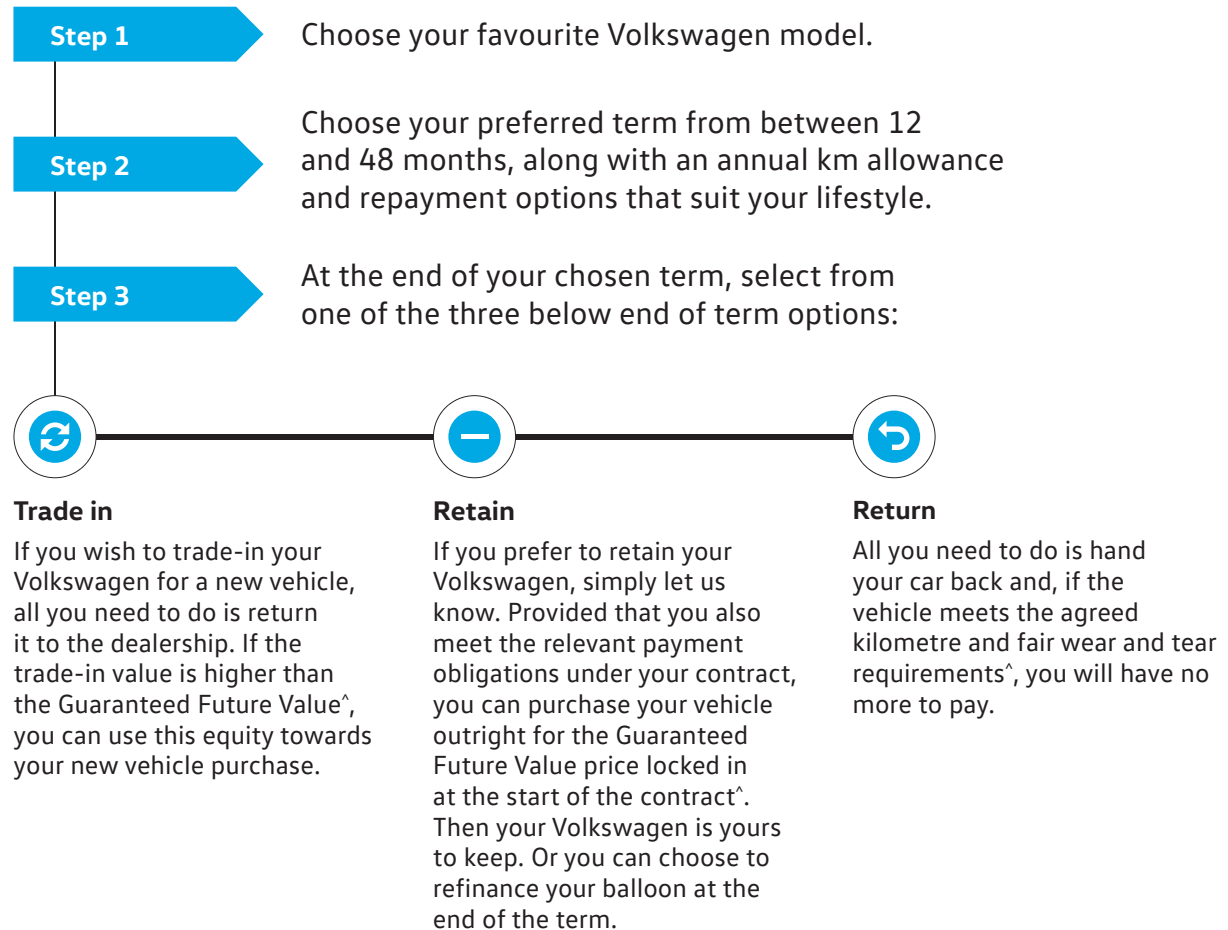 Step 1
Choose your favourite Volkswagen model.
Step 2
Choose your preferred term from between 12
and 48 months, along with an annual km allowance
and repayment options that suit your lifestyle.
Step 3
At the end of your chosen term, select from
one of the three below end of term options:
Trade in
If you wish to trade-in your
Volkswagen for a new vehicle,
all you need to do is return
it to the dealership. If the
trade-in value is higher than
the Guaranteed Future Value^,
you can use this equity towards
your new vehicle purchase.
Retain
If you prefer to retain your
Volkswagen, simply let us
know. Provided that you also
meet the relevant payment
obligations under your contract,
you can purchase your vehicle
outright for the Guaranteed
Future Value price locked in
at the start of the contract^.
Then your Volkswagen is yours
to keep. Or you can choose to
refinance your balloon at the
end of the term.
Return
All you need to do is hand
your car back and, if the
vehicle meets the agreed
kilometre and fair wear and tear
requirements^, you will have no
more to pay.